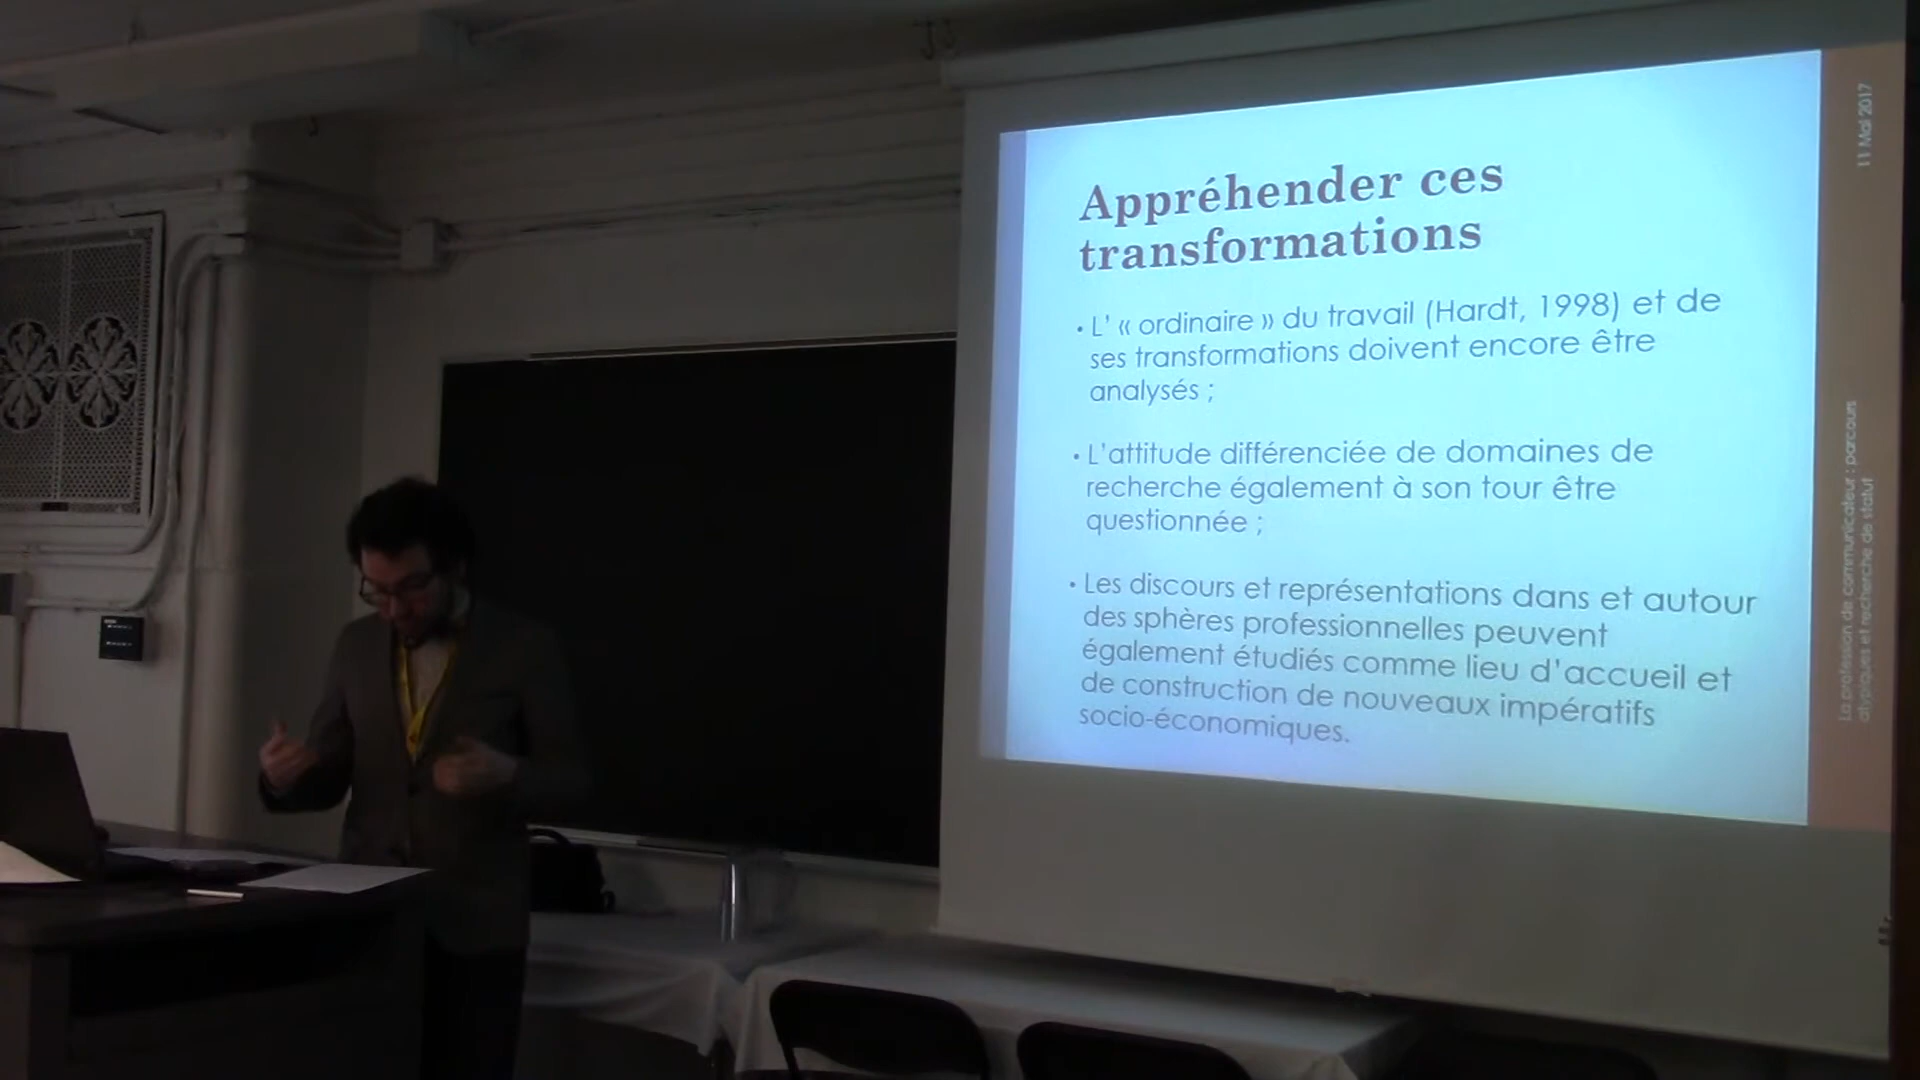 Appréhender ces
transformations
• L' « ordinaire » du travail (Hardt, 1998) et de
ses transformations doivent encore être
analysés ;
• L'attitude différenciée de domaines de
recherche également à son tour être
questionnée ;
• Les discours et représentations dans et autour
des sphères professionnelles peuvent
également étudiés comme lieu d'accueil et
de construction de nouveaux impératifs
socio-économiques.
11 Mai 2017
La profession de communicateur : parcours
atypiques et recherche de statut